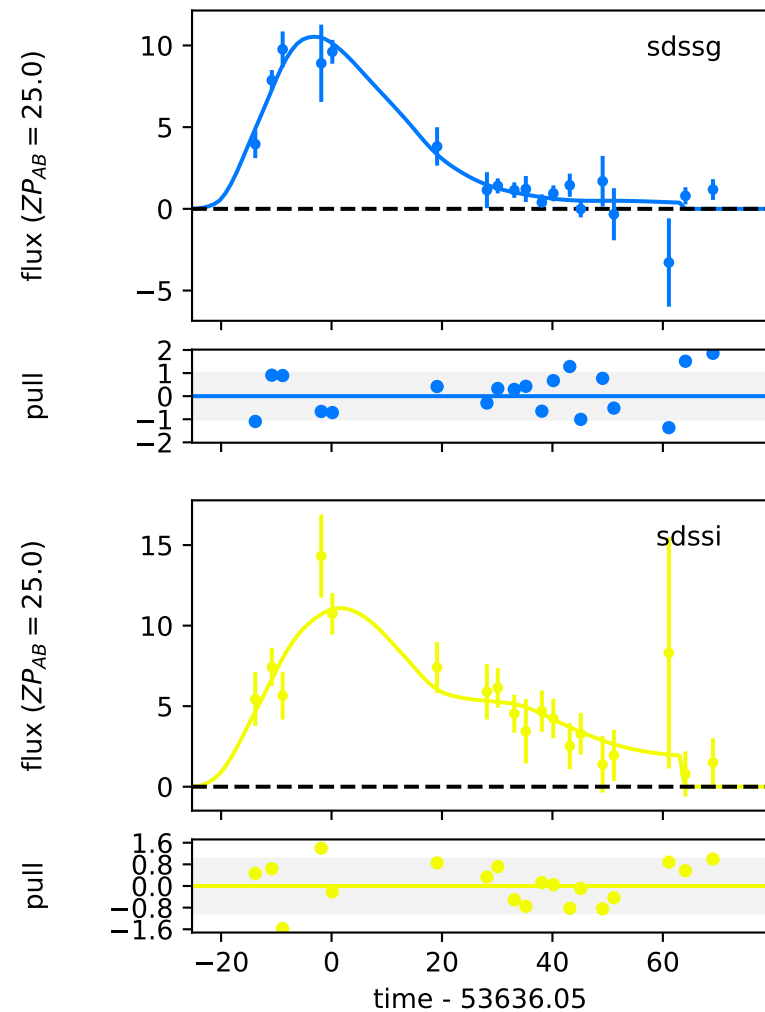 sdssg
flux (ZP_AB = 25.0)
10
5
0
−5
pull
2
1
0
−1
−2
sdssi
flux (ZP_AB = 25.0)
15
10
5
0
pull
1.6
0.8
0.0
−0.8
−1.6
−20 0 20 40 60
time - 53636.05